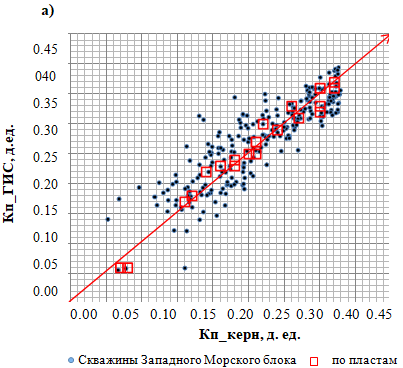 а)
Кп_ГИС, д.ед.
0.45
040
0.35
0.30
0.25
0.20
0.15
0.10
0.05
0.00
0.00 0.05 0.10 0.15 0.20 0.25 0.30 0.35 0.40 0.45
Кп_керн, д. ед.
Скважины Западного Морского блока по пластам